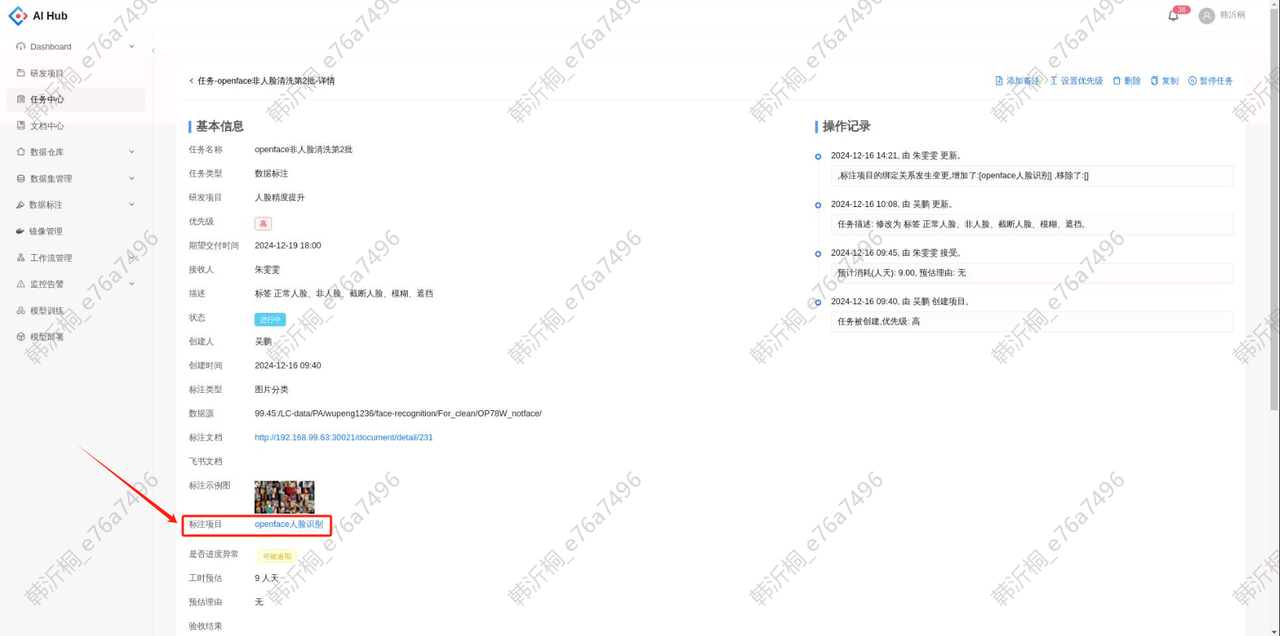 AI Hub
38
韩沂桐
Dashboard
研发项目
任务中心
文档中心
数据仓库
数据集管理
数据标注
镜像管理
工作流管理
监控告警
模型训练
模型部署
< 任务-openface非人脸清洗第2批-详情
添加备注 设置优先级 删除 复制 暂停任务
基本信息
任务名称 openface非人脸清洗第2批
任务类型 数据标注
研发项目 人脸精度提升
优先级 高
期望交付时间 2024-12-19 18:00
接收人 朱雯雯
描述 标签 正常人脸、非人脸、截断人脸、模糊、遮挡
状态 进行中
创建人 吴鹏
创建时间 2024-12-16 09:40
标注类型 图片分类
数据源 99.45:/LC-data/PA/wupeng1236/face-recognition/For_clean/OP78W_notface/
标注文档 http://192.168.99.63:30021/document/detail/231
飞书文档
标注示例图
标注项目 openface人脸识别
是否进度异常 可能逾期
工时预估 9 人天
预估理由 无
验收结果
操作记录
2024-12-16 14:21, 由 朱雯雯 更新。
,标注项目的绑定关系发生变更,增加了:[openface人脸识别] ,移除了:[]
2024-12-16 10:08, 由 吴鹏 更新。
任务描述: 修改为 标签 正常人脸、非人脸、截断人脸、模糊、遮挡,
2024-12-16 09:45, 由 朱雯雯 接受。
预计消耗(人天): 9.00, 预估理由: 无
2024-12-16 09:40, 由 吴鹏 创建项目。
任务被创建,优先级: 高
韩沂桐_e76a7496